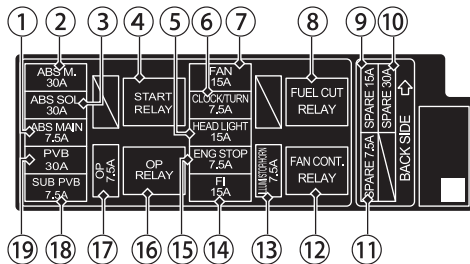 1 2 3 4 5 6 7 8 9 10
ABS M.
30A
ABS SOL
30A
ABS MAIN
7.5A
PVB
30A
SUB PVB
7.5A
OP
7.5A
START
RELAY
OP
RELAY
FAN
15A
CLOCK/TURN
7.5A
HEAD LIGHT
15A
ENG STOP
7.5A
FI
15A
ILLUMI/STOP/HORN
7.5A
FUEL CUT
RELAY
FAN CONT.
RELAY
SPARE 15A
SPARE 30A
SPARE 7.5A
BACK SIDE
19 18 17 16 15 14 13 12 11